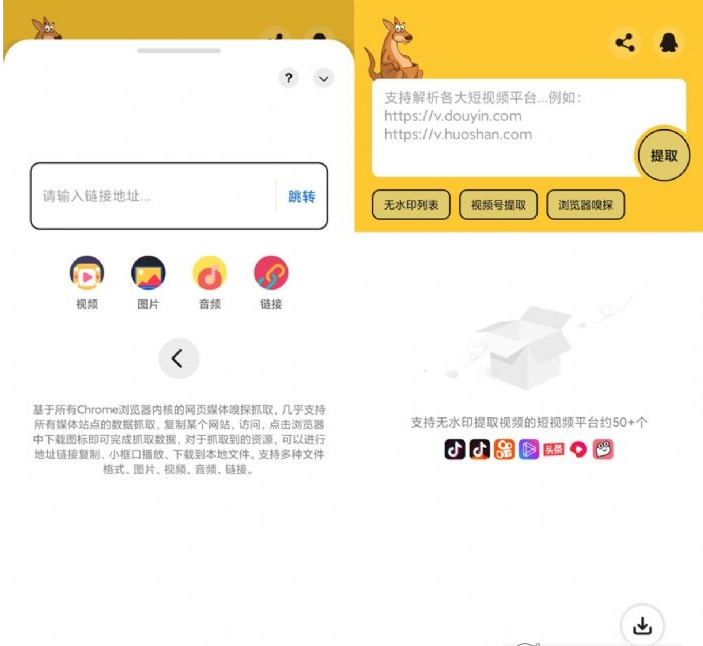 ?
请输入链接地址...
跳转
视频
图片
音频
链接
基于所有Chrome浏览器内核的网页媒体嗅探抓取, 几乎支持
所有媒体站点的数据抓取, 复制某个网站、访问, 点击浏览器
中下载图标即可完成抓取数据, 对于抓取到的资源, 可以进行
地址链接复制、小框口播放、下载到本地文件。支持多种文件
格式、图片、视频、音频、链接。
支持解析各大短视频平台...例如:
https://v.douyin.com
https://v.huoshan.com
提取
无水印列表
视频号提取
浏览器嗅探
支持无水印提取视频的短视频平台约50+个
头条